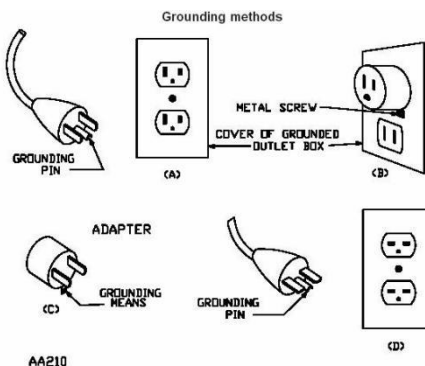 Grounding methods
METAL SCREW
GROUNDING
PIN
COVER OF GROUNDED
OUTLET BOX
(A)
(B)
ADAPTER
GROUNDING
MEANS
(C)
GROUNDING
PIN
(D)
AA210